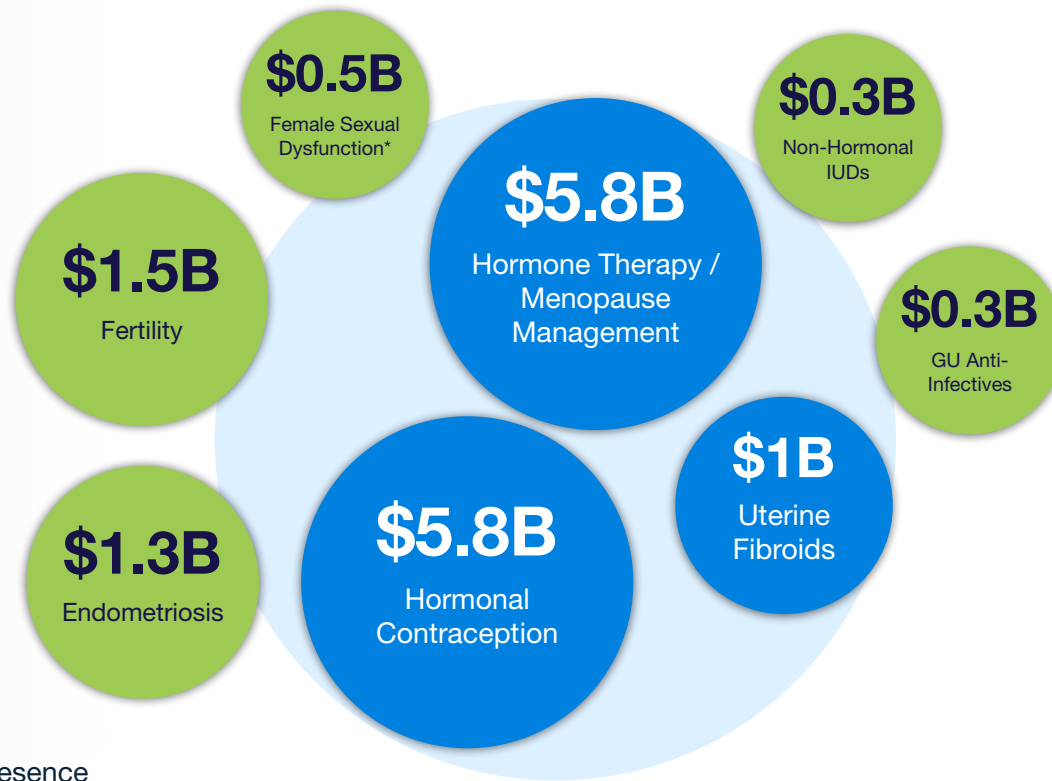 $0.5B
Female Sexual
Dysfunction*
$0.3B
Non-Hormonal
IUDs
$5.8B
Hormone Therapy /
Menopause
Management
$1.5B
Fertility
$0.3B
GU Anti-
Infectives
$1B
Uterine
Fibroids
$5.8B
Hormonal
Contraception
$1.3B
Endometriosis
esence